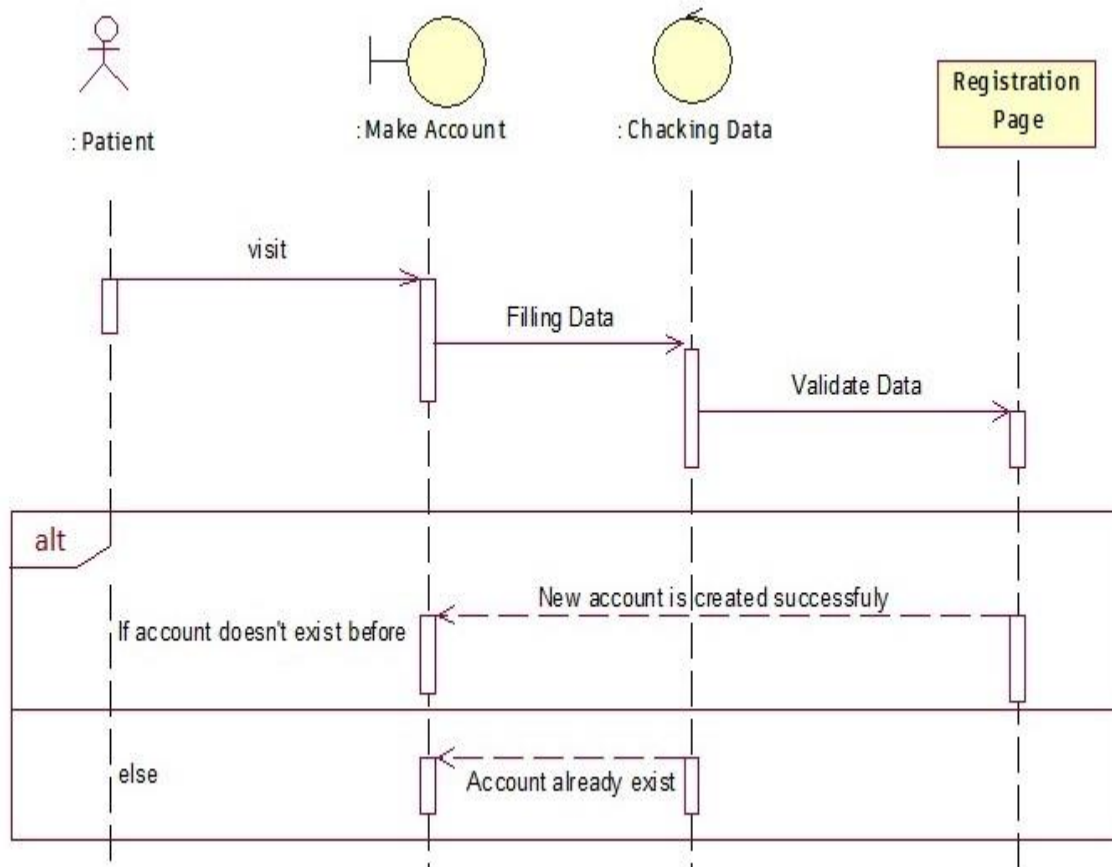 : Patient
: Make Account
: Chacking Data
Registration
Page
visit
Filling Data
Validate Data
alt
New account is created successfuly
If account doesn't exist before
else
Account already exist